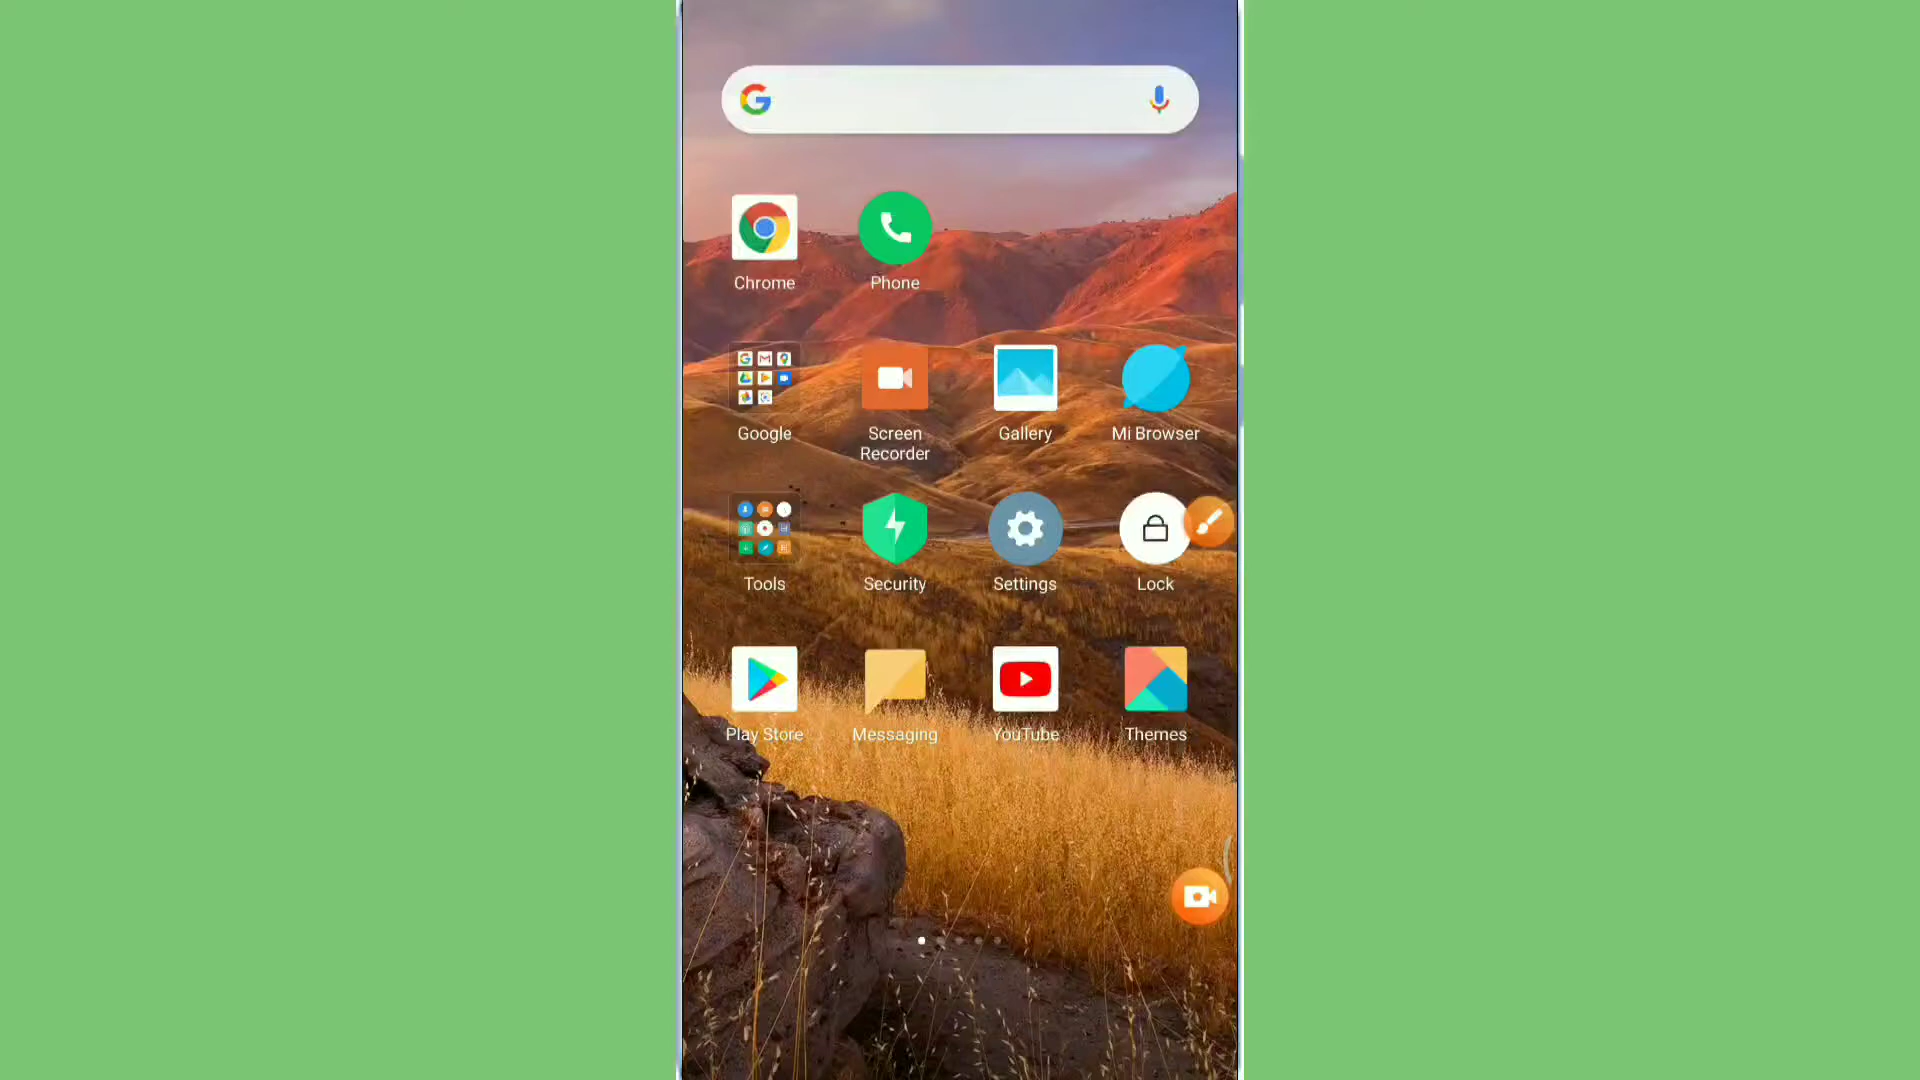 Chrome
Phone
Google
Screen
Recorder
Gallery
Mi Browser
Tools
Security
Settings
Lock
Play Store
Messaging
YouTube
Themes